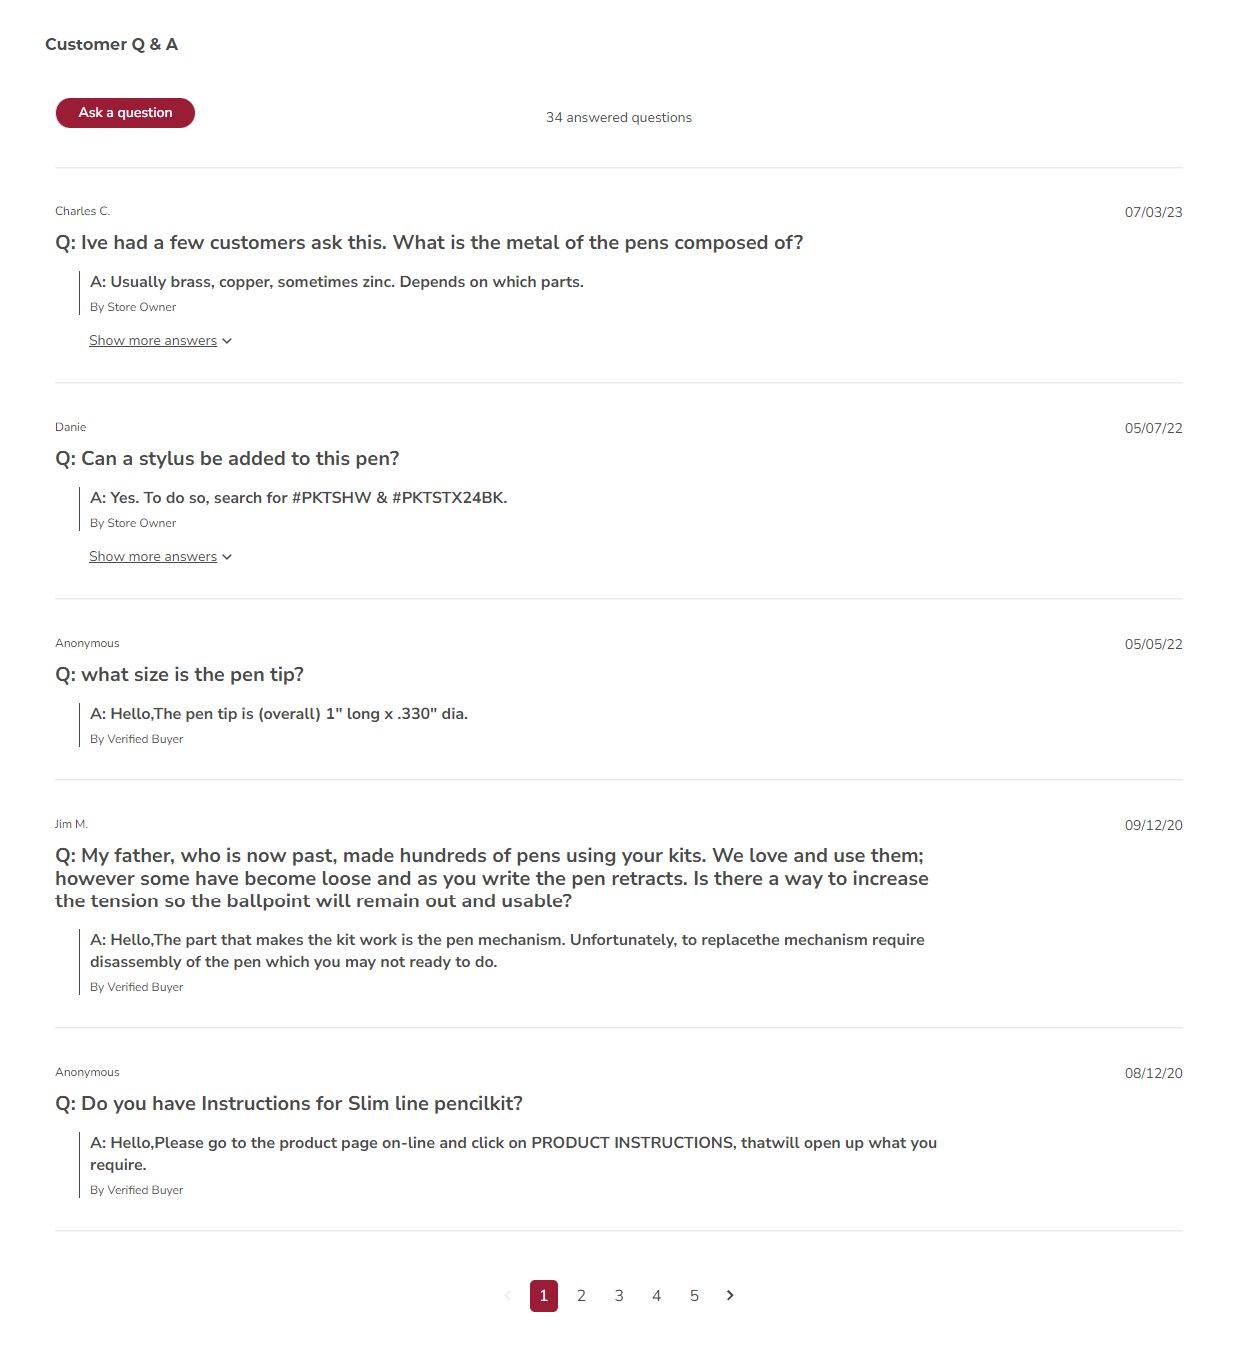 Customer Q & A
Ask a question
34 answered questions
Charles C.
07/03/23
Q: Ive had a few customers ask this. What is the metal of the pens composed of?
A: Usually brass, copper, sometimes zinc. Depends on which parts.
By Store Owner
Show more answers
Danie
05/07/22
Q: Can a stylus be added to this pen?
A: Yes. To do so, search for #PKTSHW & #PKTSTX24BK.
By Store Owner
Show more answers
Anonymous
05/05/22
Q: what size is the pen tip?
A: Hello,The pen tip is (overall) 1" long x .330" dia.
By Verified Buyer
Jim M.
09/12/20
Q: My father, who is now past, made hundreds of pens using your kits. We love and use them;
however some have become loose and as you write the pen retracts. Is there a way to increase
the tension so the ballpoint will remain out and usable?
A: Hello,The part that makes the kit work is the pen mechanism. Unfortunately, to replacethe mechanism require
disassembly of the pen which you may not ready to do.
By Verified Buyer
Anonymous
08/12/20
Q: Do you have Instructions for Slim line pencilkit?
A: Hello,Please go to the product page on-line and click on PRODUCT INSTRUCTIONS, thatwill open up what you
require.
By Verified Buyer
1 2 3 4 5